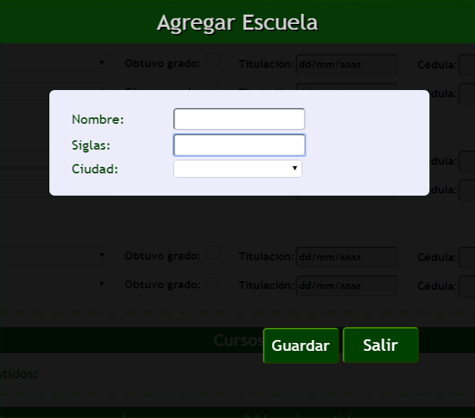 Agregar Escuela
Obtuvo grado: Titulación: dd/mm/aaaa Cédula:
Nombre:
Siglas:
Ciudad:
Obtuvo grado: Titulación: dd/mm/aaaa Cédula:
Obtuvo grado: Titulación: dd/mm/aaaa Cédula:
Cursos
Guardar Salir